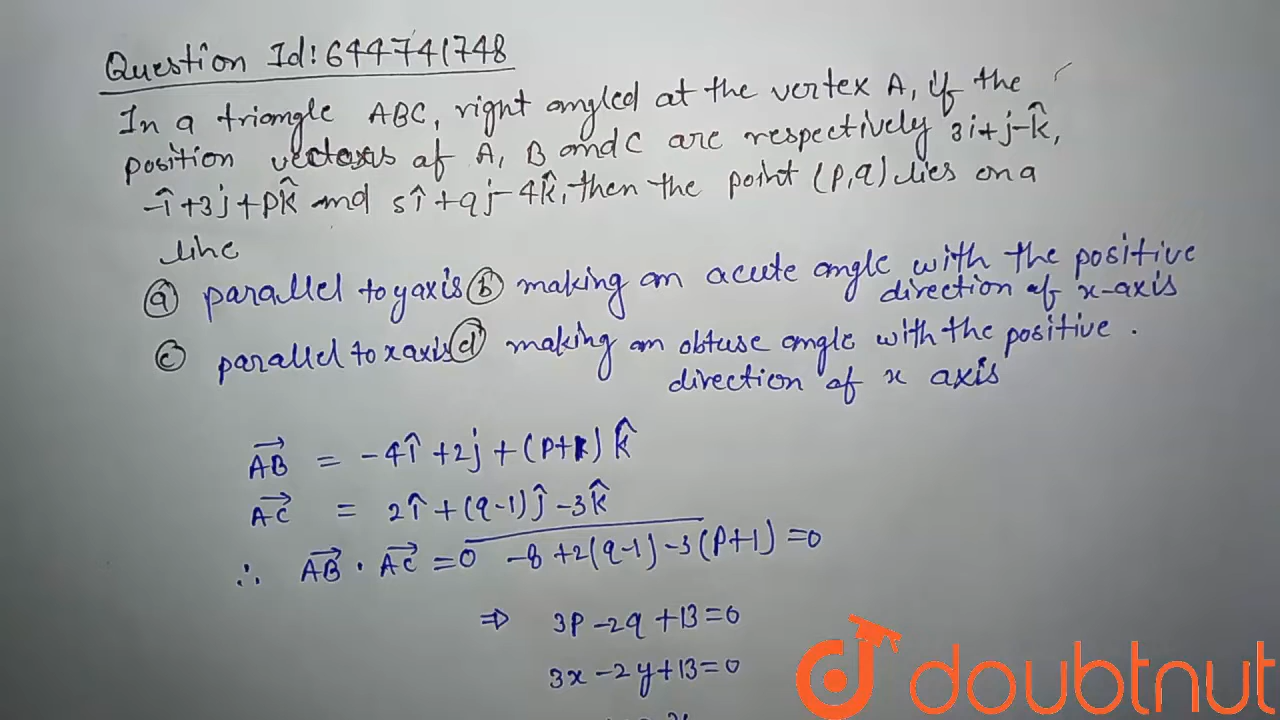 Question Id: 644741748
In a triangle ABC, right angled at the vertex A, if the
position vectors of A, B and C are respectively 3i+j-k̂,
-î+3j+pk̂ and 5î+qj-4k̂, then the point (p,q) lies on a
line
(a) parallel to y axis (b) making an acute angle with the positive
direction of x-axis
(c) parallel to x axis (d) making an obtuse angle with the positive.
direction of x axis
AB⃗ = -4î+2j+(p+1)k̂
AC⃗ = 2î+(q-1)ĵ-3k̂
∴ AB⃗ · AC⃗ = 0 -8+2(q-1)-3(p+1)=0
⇒ 3p-2q+13=0
3x-2y+13=0
doubtnut